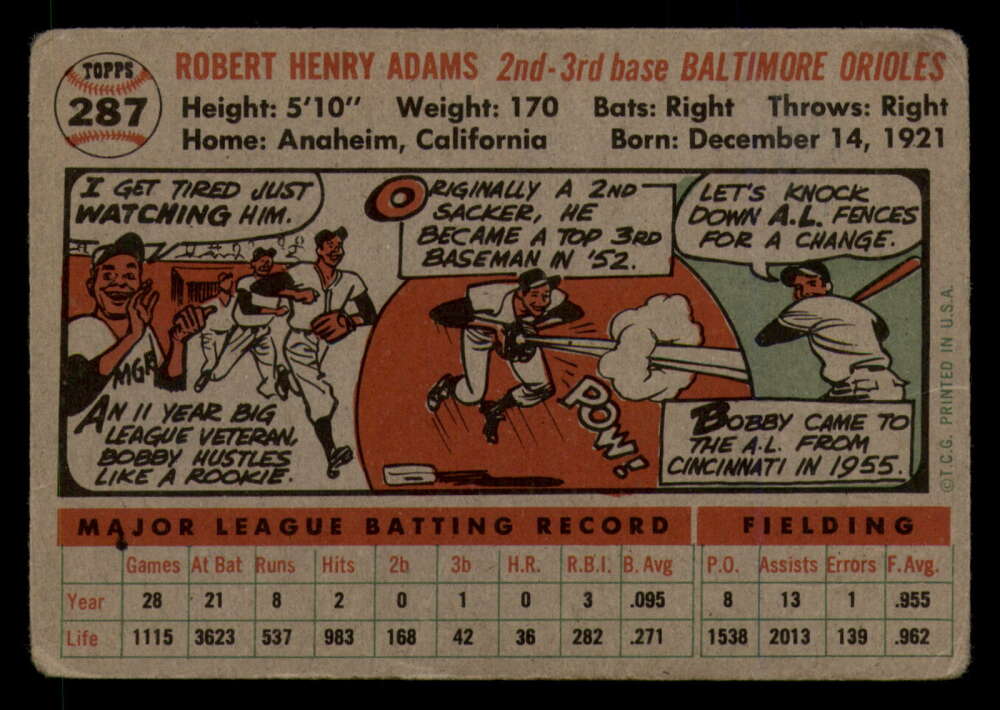 TOPPS
287
ROBERT HENRY ADAMS 2nd-3rd base BALTIMORE ORIOLES
Height: 5'10" Weight: 170 Bats: Right Throws: Right
Home: Anaheim, California Born: December 14, 1921
I GET TIRED JUST
WATCHING HIM.
MGR
AN 11 YEAR BIG
LEAGUE VETERAN,
BOBBY HUSTLES
LIKE A ROOKIE.
ORIGINALLY A 2ND
SACKER, HE
BECAME A TOP 3RD
BASEMAN IN '52.
POW!
LET'S KNOCK
DOWN A.L. FENCES
FOR A CHANGE.
BOBBY CAME TO
THE A.L. FROM
CINCINNATI IN 1955.
©T.C.G. PRINTED IN U.S.A.
MAJOR LEAGUE BATTING RECORD FIELDING
Games At Bat Runs Hits 2b 3b H.R. R.B.I. B. Avg P.O. Assists Errors F. Avg.
Year 28 21 8 2 0 1 0 3 .095 8 13 1 .955
Life 1115 3623 537 983 168 42 36 282 .271 1538 2013 139 .962